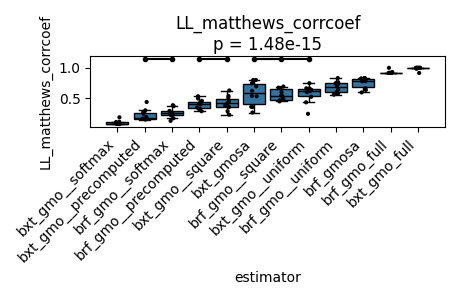 LL_matthews_corrcoef
p = 1.48e-15
LL_matthews_corrcoef
1.0
0.5
bxt_gmo__softmax
bxt_gmo__precomputed
brf_gmo__softmax
brf_gmo__precomputed
bxt_gmo__square
bxt_gmosa
brf_gmo__square
bxt_gmo__uniform
brf_gmo__uniform
brf_gmosa
brf_gmo_full
bxt_gmo_full
estimator